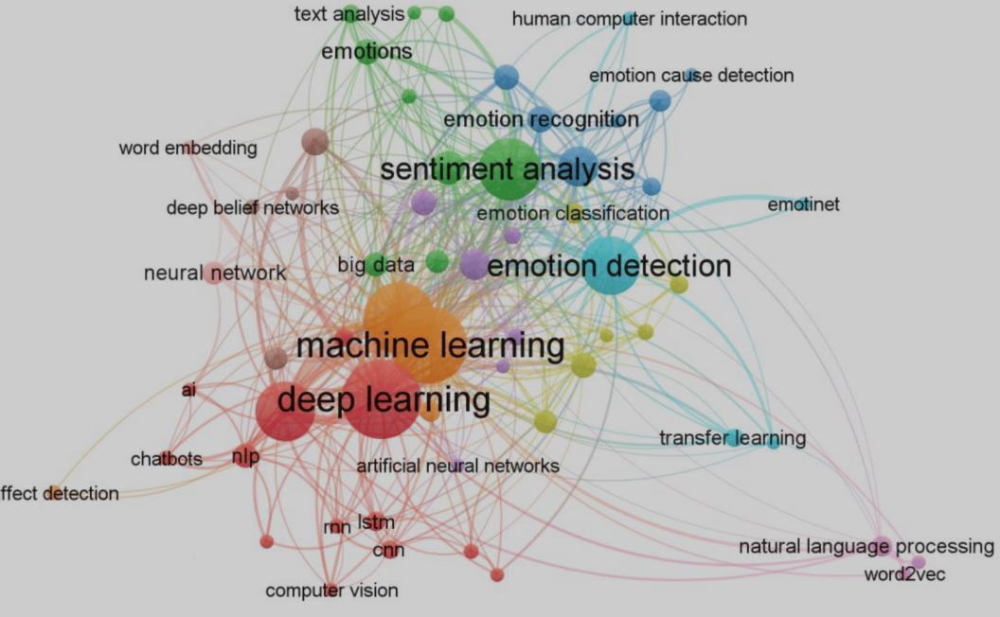 text analysis
human computer interaction
emotions
emotion cause detection
emotion recognition
word embedding
sentiment analysis
deep belief networks
emotion classification
emotinet
neural network
big data
emotion detection
machine learning
ai
deep learning
transfer learning
chatbots
nlp
artificial neural networks
ffect detection
rnn
lstm
cnn
natural language processing
word2vec
computer vision